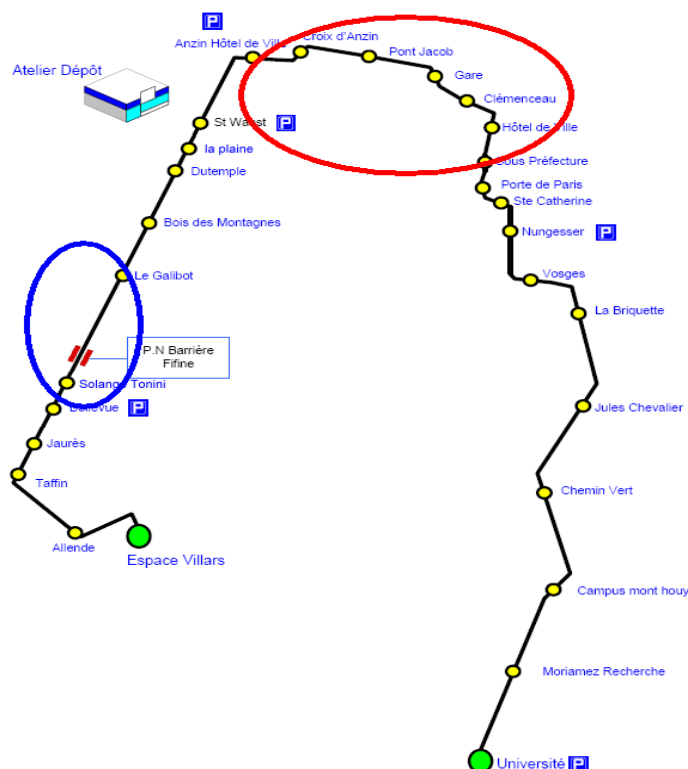 Croix d'Anzin
Anzin Hôtel de Ville
Pont Jacob
Atelier Dépôt
Gare
Clémenceau
St Waast
P
Hôtel de Ville
la plaine
Sous Préfecture
Dutemple
Porte de Paris
Ste Catherine
Bois des Montagnes
Nungesser
P
Le Galibot
Vosges
La Briquette
P.N Barrière
Fifine
Solange Tonini
Bellevue
P
Jules Chevalier
Jaurès
Taffin
Chemin Vert
Allende
Espace Villars
Campus mont houy
Moriamez Recherche
Université
P
P